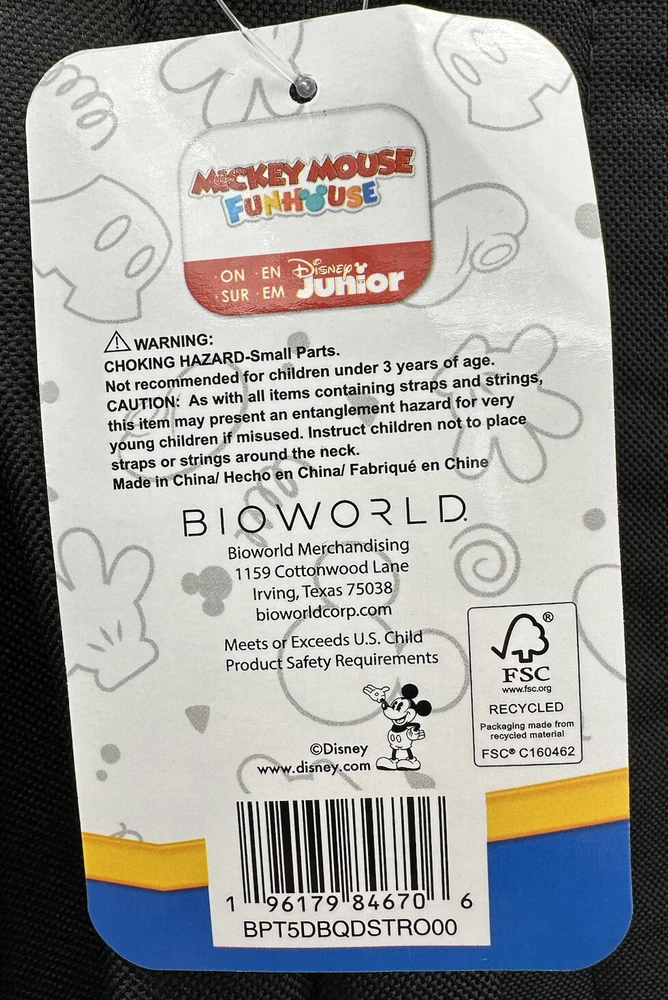 MICKEY MOUSE
FUNHOUSE
·ON ·EN Disney
·SUR ·EM Junior
WARNING:
CHOKING HAZARD-Small Parts.
Not recommended for children under 3 years of age.
CAUTION: As with all items containing straps and strings,
this item may present an entanglement hazard for very
young children if misused. Instruct children not to place
straps or strings around the neck.
Made in China/ Hecho en China/ Fabriqué en Chine
BIOWORLD
Bioworld Merchandising
1159 Cottonwood Lane
Irving, Texas 75038
bioworldcorp.com
Meets or Exceeds U.S. Child
Product Safety Requirements
FSC ®
www.fsc.org
RECYCLED
Packaging made from
recycled material
FSC® C160462
©Disney
www.disney.com
1 96179 84670 6
BPT5DBQDSTRO00